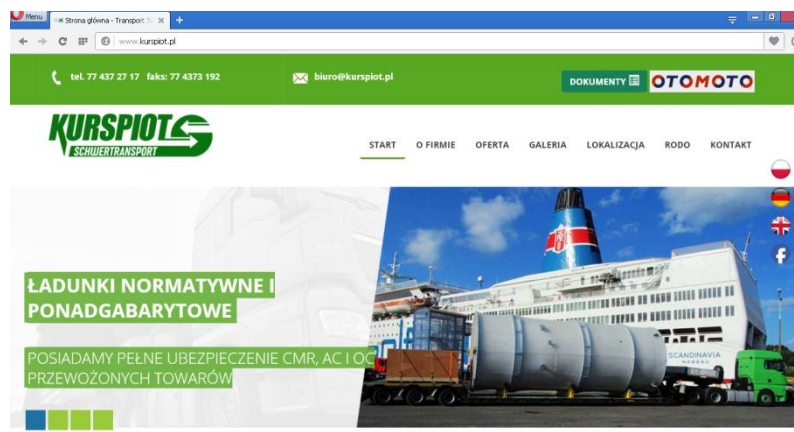 Menu
Strona główna - Transport
www.kurspiot.pl
tel. 77 437 27 17 faks: 77 4373 192
biuro@kurspiot.pl
DOKUMENTY
OTOMOTO
KURSPIOT
SCHWERTRANSPORT
START O FIRMIE OFERTA GALERIA LOKALIZACJA RODO KONTAKT
ŁADUNKI NORMATYWNE I
PONADGABARYTOWE
POSIADAMY PEŁNE UBEZPIECZENIE CMR, AC I OC
PRZEWOŻONYCH TOWARÓW
SCANDINAVIA